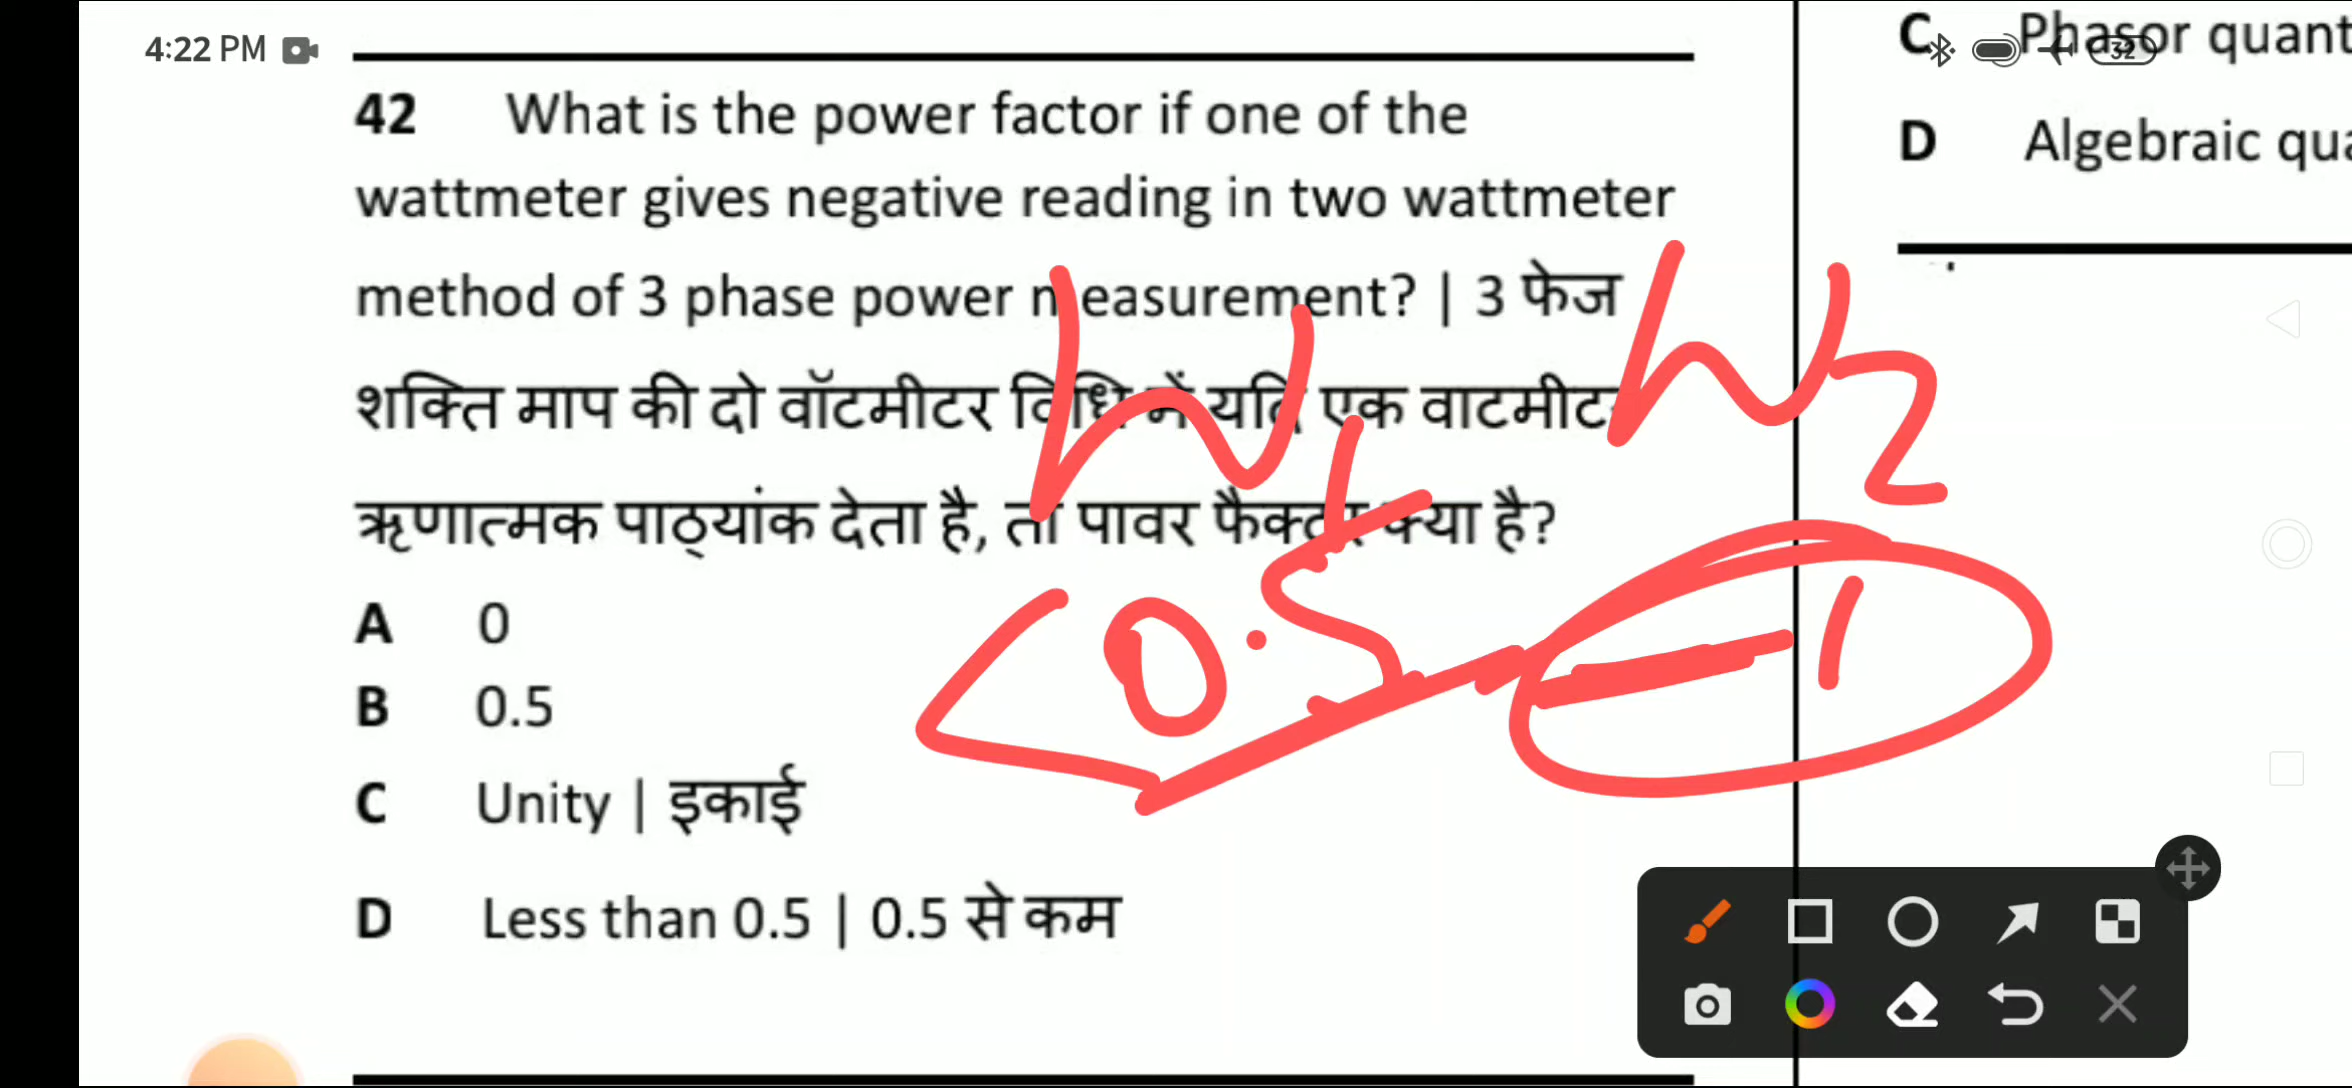 4:22 PM
32
42 What is the power factor if one of the
wattmeter gives negative reading in two wattmeter
method of 3 phase power measurement? | 3 फेज
शक्ति माप की दो वॉटमीटर विधि में यदि एक वाटमीटर
ऋणात्मक पाठ्यांक देता है, तो पावर फैक्टर क्या है?
A 0
B 0.5
C Unity | इकाई
D Less than 0.5 | 0.5 से कम
W1
W2
<0.5
-1
C Phasor quant
D Algebraic qua